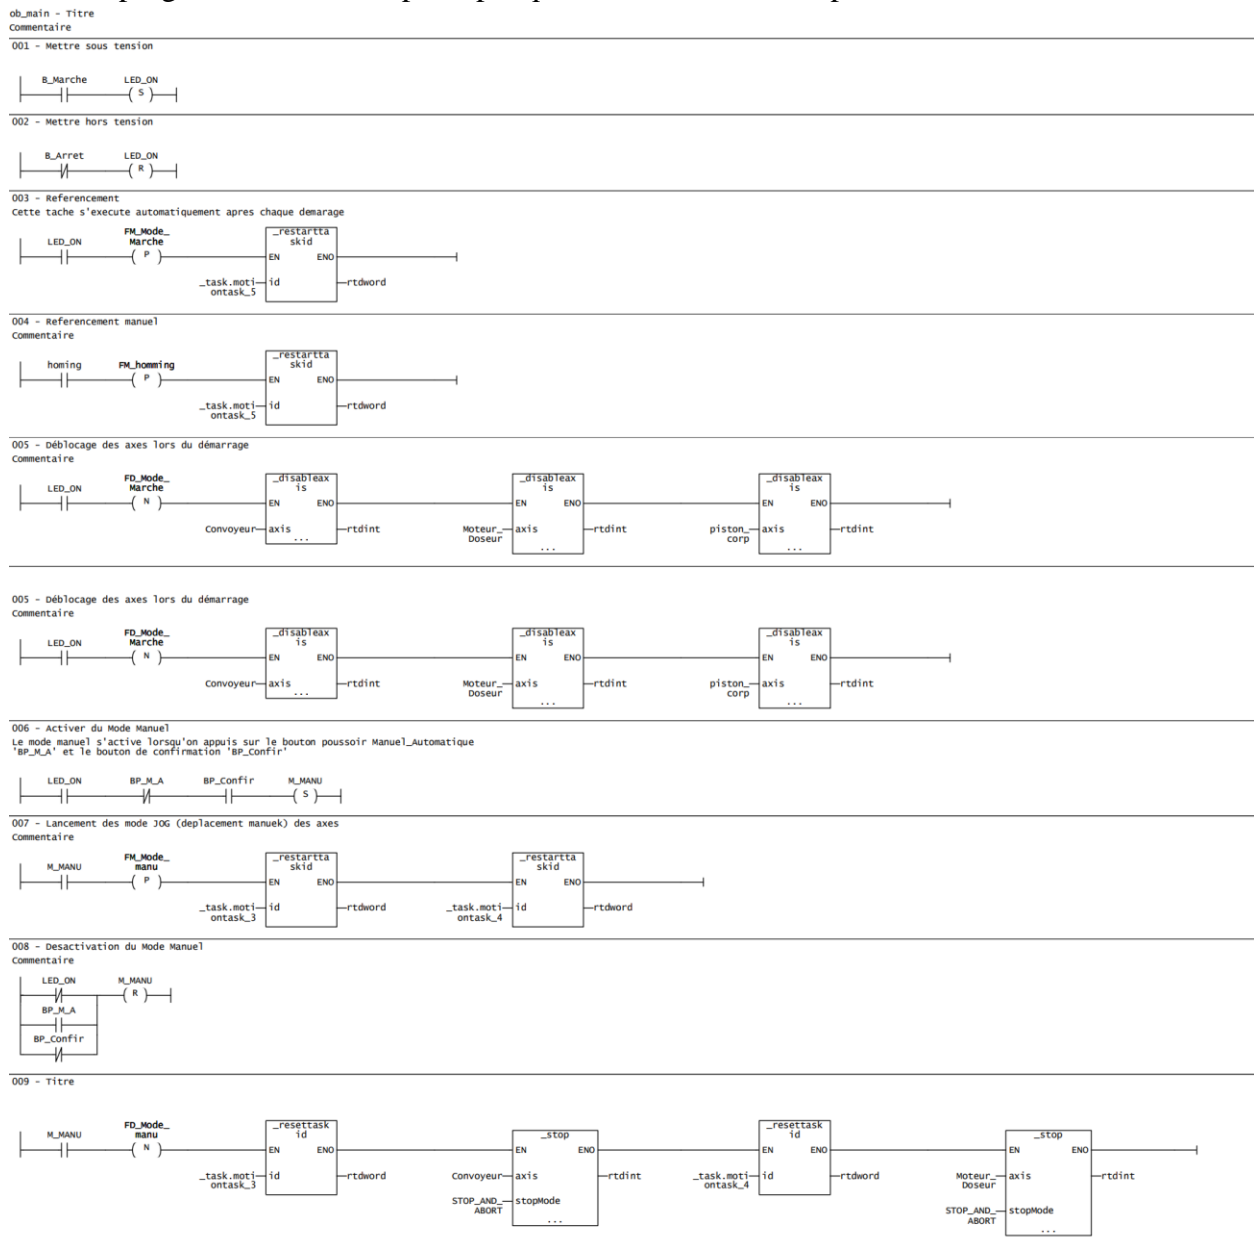 ob_main - Titre
Commentaire
001 - Mettre sous tension
B_Marche LED_ON
S
002 - Mettre hors tension
B_Arret LED_ON
R
003 - Referencement
Cette tache s'execute automatiquement apres chaque demarage
FM_Mode_ _restartta
LED_ON Marche skid
P EN ENO
_task.moti id rtdword
ontask_5
004 - Referencement manuel
Commentaire
homing FM_homming _restartta
skid
P EN ENO
_task.moti id rtdword
ontask_5
005 - Déblocage des axes lors du démarrage
Commentaire
FD_Mode_ _disableax _disableax _disableax
LED_ON Marche is is is
N EN ENO EN ENO EN ENO
Convoyeur axis rtdint Moteur_ axis rtdint piston_ axis rtdint
... Doseur ... corp ...
005 - Déblocage des axes lors du démarrage
Commentaire
FD_Mode_ _disableax _disableax _disableax
LED_ON Marche is is is
N EN ENO EN ENO EN ENO
Convoyeur axis rtdint Moteur_ axis rtdint piston_ axis rtdint
... Doseur ... corp ...
006 - Activer du Mode Manuel
Le mode manuel s'active lorsqu'on appuis sur le bouton poussoir Manuel_Automatique
'BP_M_A' et le bouton de confirmation 'BP_Confir'
LED_ON BP_M_A BP_Confir M_MANU
S
007 - Lancement des mode JOG (deplacement manuek) des axes
Commentaire
FM_Mode_ _restartta _restartta
M_MANU manu skid skid
P EN ENO EN ENO
_task.moti id rtdword _task.moti id rtdword
ontask_3 ontask_4
008 - Desactivation du Mode Manuel
Commentaire
LED_ON M_MANU
R
BP_M_A
BP_Confir
009 - Titre
FD_Mode_ _resettask _resettask
M_MANU manu id _stop id _stop
N EN ENO EN ENO EN ENO EN ENO
_task.moti id rtdword Convoyeur axis rtdint _task.moti id rtdword Moteur_ axis rtdint
ontask_3 ontask_4 Doseur
STOP_AND_ stopMode STOP_AND_ stopMode
ABORT ... ABORT ...